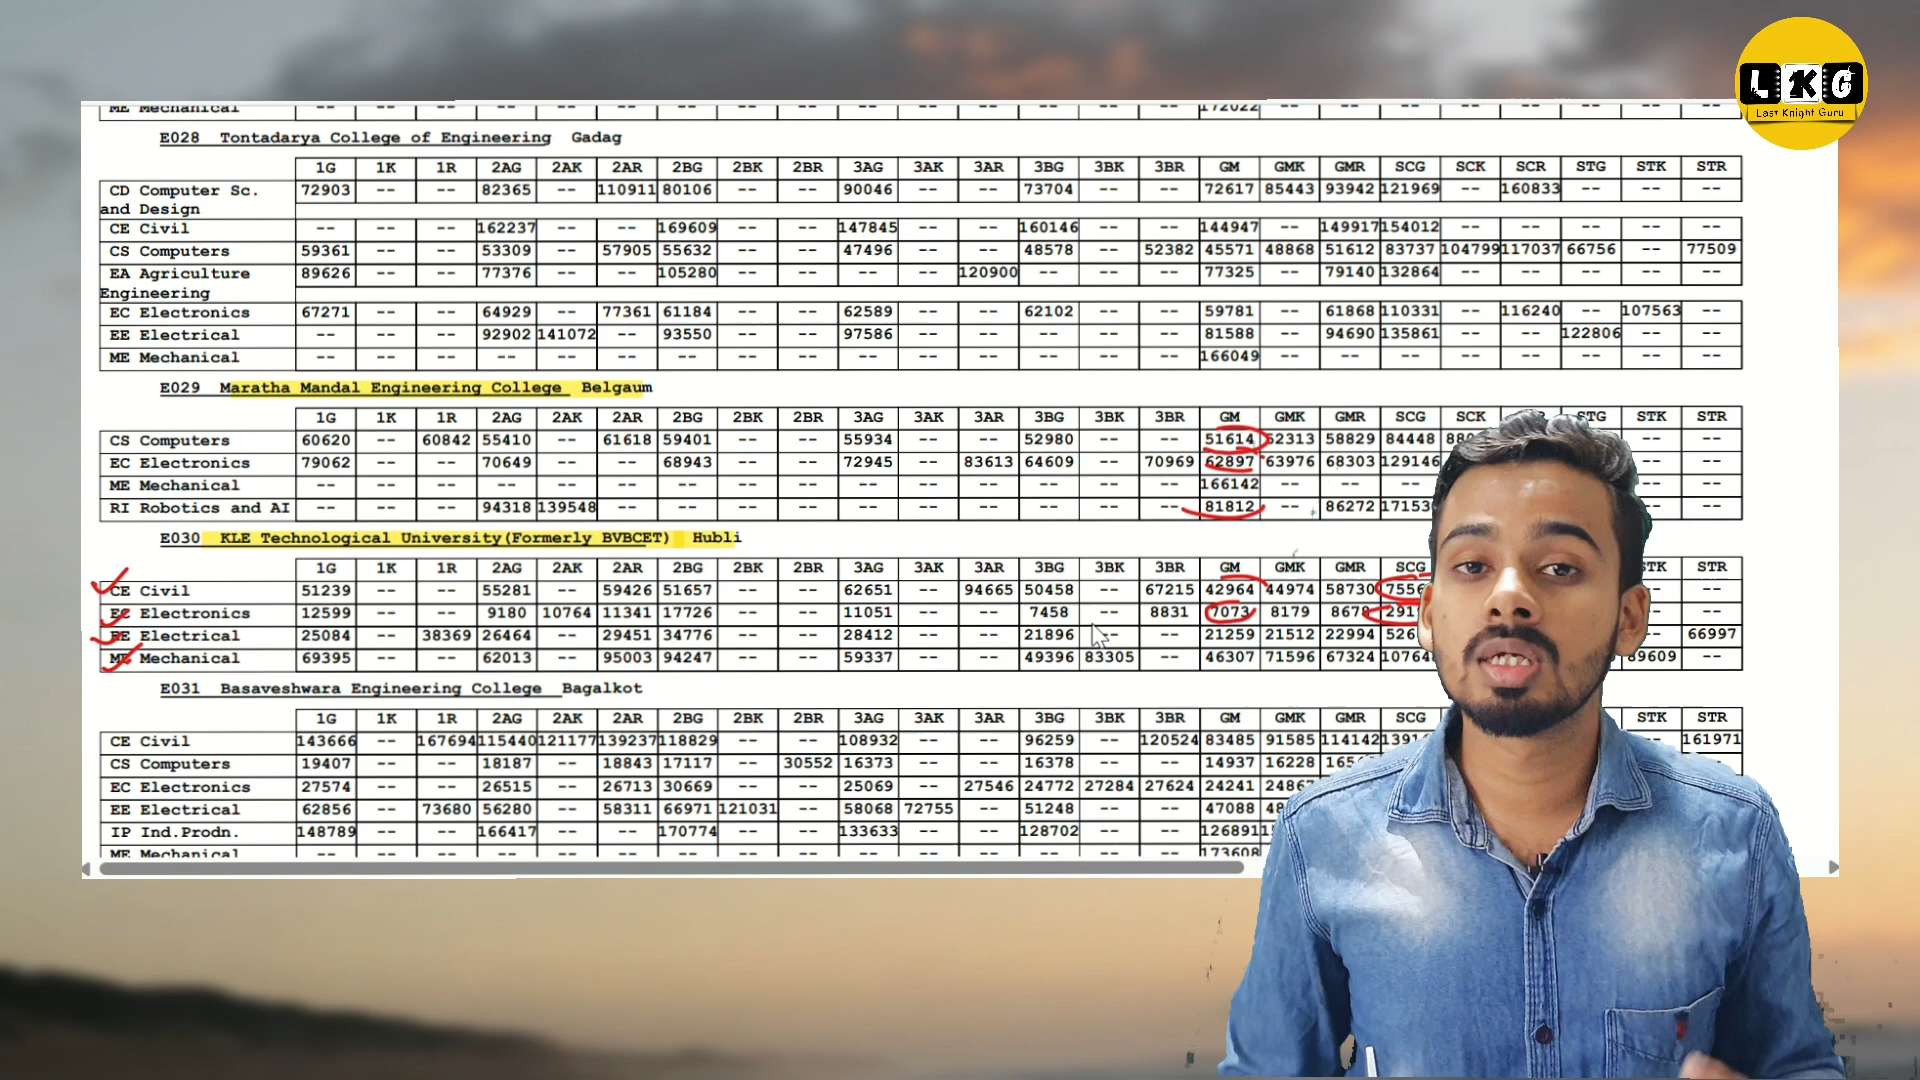 LKG
Last Knight Guru
ME Mechanical -- -- -- -- -- -- -- -- -- -- -- -- -- -- -- 172022 -- -- -- -- -- -- -- --
E028 Tontadarya College of Engineering Gadag
1G 1K 1R 2AG 2AK 2AR 2BG 2BK 2BR 3AG 3AK 3AR 3BG 3BK 3BR GM GMK GMR SCG SCK SCR STG STK STR
CD Computer Sc. 72903 -- -- 82365 -- 110911 80106 -- -- 90046 -- -- 73704 -- -- 72617 85443 93942 121969 -- 160833 -- -- --
and Design
CE Civil -- -- -- 162237 -- -- 169609 -- -- 147845 -- -- 160146 -- -- 144947 -- 149917 154012 -- -- -- -- --
CS Computers 59361 -- -- 53309 -- 57905 55632 -- -- 47496 -- -- 48578 -- 52382 45571 48868 51612 83737 104799 117037 66756 -- 77509
EA Agriculture 89626 -- -- 77376 -- -- 105280 -- -- -- -- 120900 -- -- -- 77325 -- 79140 132864 -- -- -- -- --
Engineering
EC Electronics 67271 -- -- 64929 -- 77361 61184 -- -- 62589 -- -- 62102 -- -- 59781 -- 61868 110331 -- 116240 -- 107563 --
EE Electrical -- -- -- 92902 141072 -- 93550 -- -- 97586 -- -- -- -- -- 81588 -- 94690 135861 -- -- 122806 -- --
ME Mechanical -- -- -- -- -- -- -- -- -- -- -- -- -- -- -- 166049 -- -- -- -- -- -- -- --
E029 Maratha Mandal Engineering College Belgaum
1G 1K 1R 2AG 2AK 2AR 2BG 2BK 2BR 3AG 3AK 3AR 3BG 3BK 3BR GM GMK GMR SCG SCK STG STK STR
CS Computers 60620 -- 60842 55410 -- 61618 59401 -- -- 55934 -- -- 52980 -- -- 51614 62313 58829 84448 -- --
EC Electronics 79062 -- -- 70649 -- -- 68943 -- -- 72945 -- 83613 64609 -- 70969 62897 63976 68303 129146 -- --
ME Mechanical -- -- -- -- -- -- -- -- -- -- -- -- -- -- -- 166142 -- -- -- -- -- --
RI Robotics and AI -- -- -- 94318 139548 -- -- -- -- -- -- -- -- -- -- 81812 -- 86272 -- --
E030 KLE Technological University(Formerly BVBCET) Hubli
1G 1K 1R 2AG 2AK 2AR 2BG 2BK 2BR 3AG 3AK 3AR 3BG 3BK 3BR GM GMK GMR SCG STK STR
CE Civil 51239 -- -- 55281 -- 59426 51657 -- -- 62651 -- 94665 50458 -- 67215 42964 44974 58730 -- --
EC Electronics 12599 -- -- 9180 10764 11341 17726 -- -- 11051 -- -- 7458 -- 8831 7073 8179 8678 -- --
EE Electrical 25084 -- 38369 26464 -- 29451 34776 -- -- 28412 -- -- 21896 -- -- 21259 21512 22994 -- 66997
ME Mechanical 69395 -- -- 62013 -- 95003 94247 -- -- 59337 -- -- 49396 83305 -- 46307 71596 67324 89609 --
E031 Basaveshwara Engineering College Bagalkot
1G 1K 1R 2AG 2AK 2AR 2BG 2BK 2BR 3AG 3AK 3AR 3BG 3BK 3BR GM GMK GMR SCG STK STR
CE Civil 143666 -- 167694 115440 121177 139237 118829 -- -- 108932 -- -- 96259 -- 120524 83485 91585 114142 -- 161971
CS Computers 19407 -- -- 18187 -- 18843 17117 -- 30552 16373 -- -- 16378 -- -- 14937 16228 -- --
EC Electronics 27574 -- -- 26515 -- 26713 30669 -- -- 25069 -- 27546 24772 27284 27624 24241 24867 -- --
EE Electrical 62856 -- 73680 56280 -- 58311 66971 121031 -- 58068 72755 -- 51248 -- -- 47088 -- --
IP Ind.Prodn. 148789 -- -- 166417 -- -- 170774 -- -- 133633 -- -- 128702 -- -- 126891 -- --
ME Mechanical -- -- -- -- -- -- -- -- -- -- -- -- -- -- -- 173608 -- --